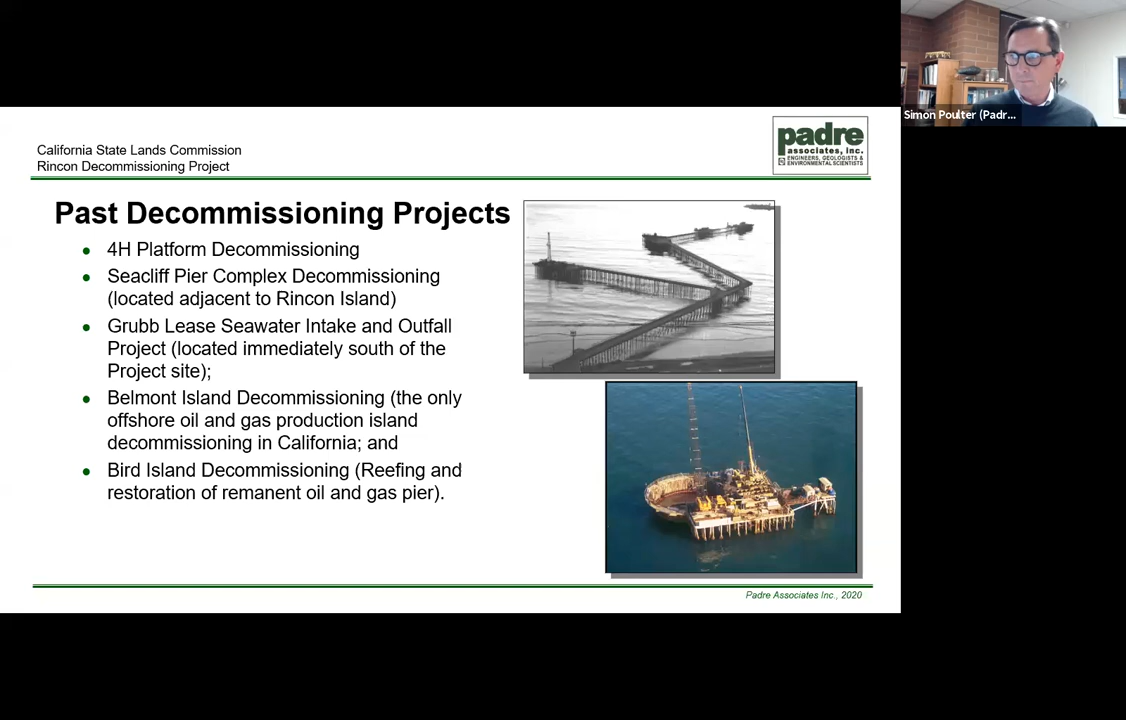 Simon Poulter (Padr...
California State Lands Commission
Rincon Decommissioning Project
padre
associates, inc.
ENGINEERS, GEOLOGISTS &
ENVIRONMENTAL SCIENTISTS
Past Decommissioning Projects
4H Platform Decommissioning
Seacliff Pier Complex Decommissioning
(located adjacent to Rincon Island)
Grubb Lease Seawater Intake and Outfall
Project (located immediately south of the
Project site);
Belmont Island Decommissioning (the only
offshore oil and gas production island
decommissioning in California; and
Bird Island Decommissioning (Reefing and
restoration of remanent oil and gas pier).
Padre Associates Inc., 2020